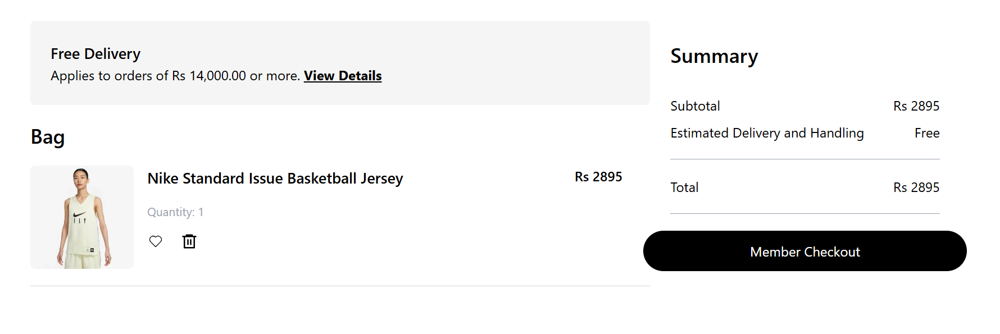 Free Delivery
Applies to orders of Rs 14,000.00 or more. View Details
Bag
Nike Standard Issue Basketball Jersey
Rs 2895
Quantity: 1
FLY
Summary
Subtotal
Rs 2895
Estimated Delivery and Handling
Free
Total
Rs 2895
Member Checkout